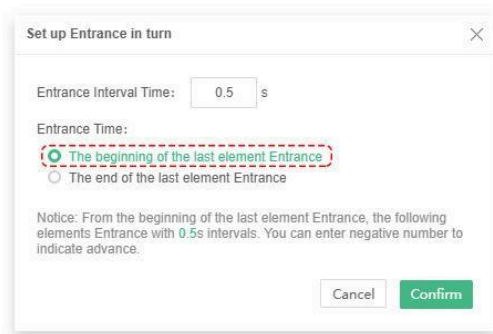 Set up Entrance in turn
Entrance Interval Time: 0.5 s
Entrance Time:
The beginning of the last element Entrance
The end of the last element Entrance
Notice: From the beginning of the last element Entrance, the following
elements Entrance with 0.5s intervals. You can enter negative number to
indicate advance.
Cancel Confirm